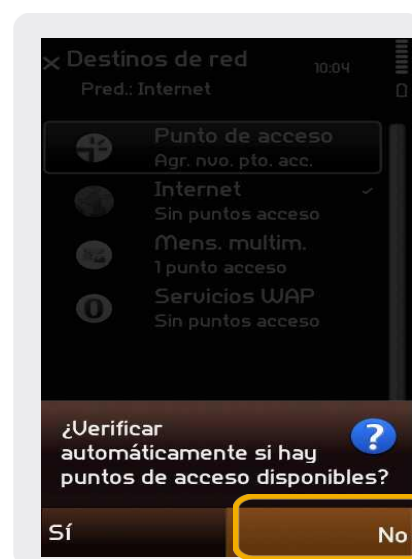 Destinos de red
10:04
Pred.: Internet
Punto de acceso
Agr. nvo. pto. acc.
Internet
Sin puntos acceso
Mens. multim.
1 punto acceso
Servicios WAP
Sin puntos acceso
¿Verificar
automáticamente si hay
puntos de acceso disponibles?
Sí
No